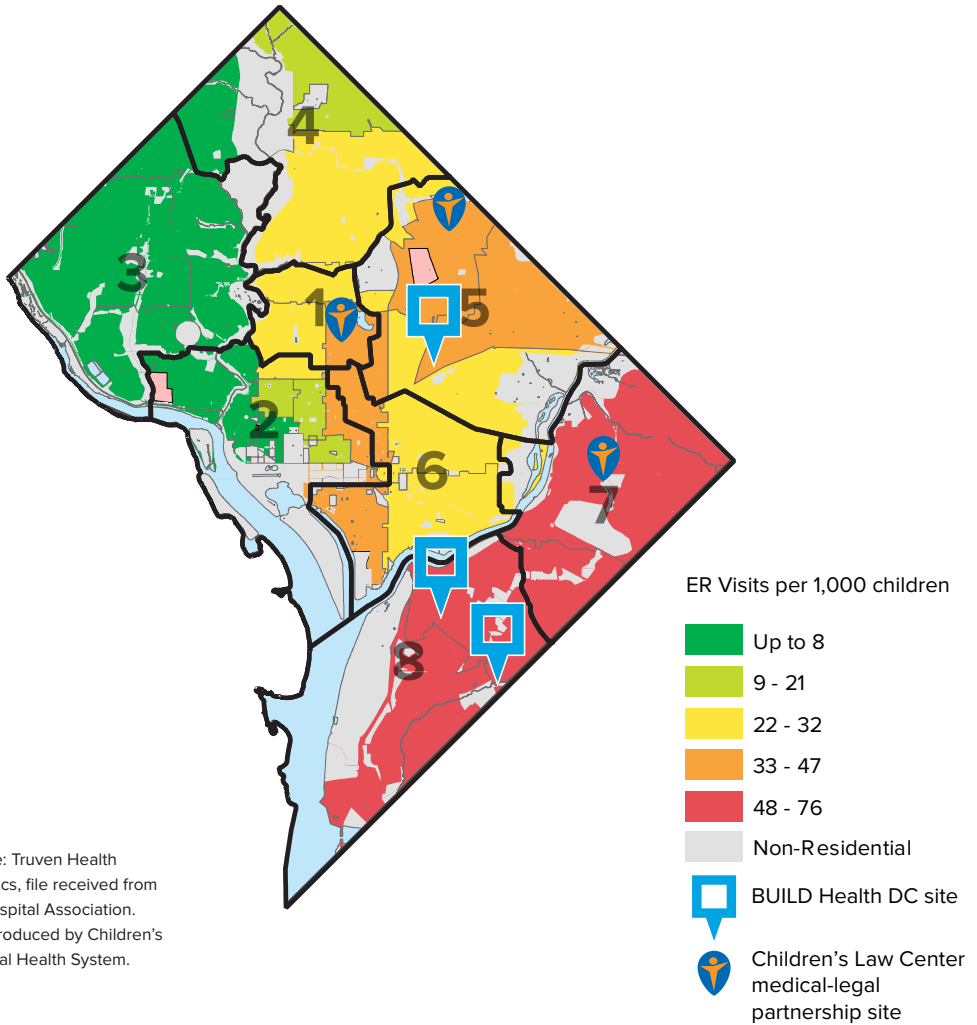 4
3
1
5
2
6
7
8
ER Visits per 1,000 children
Up to 8
9 - 21
22 - 32
33 - 47
48 - 76
Non-Residential
BUILD Health DC site
Children's Law Center
medical-legal
partnership site
: Truven Health
cs, file received from
spital Association.
roduced by Children's
al Health System.